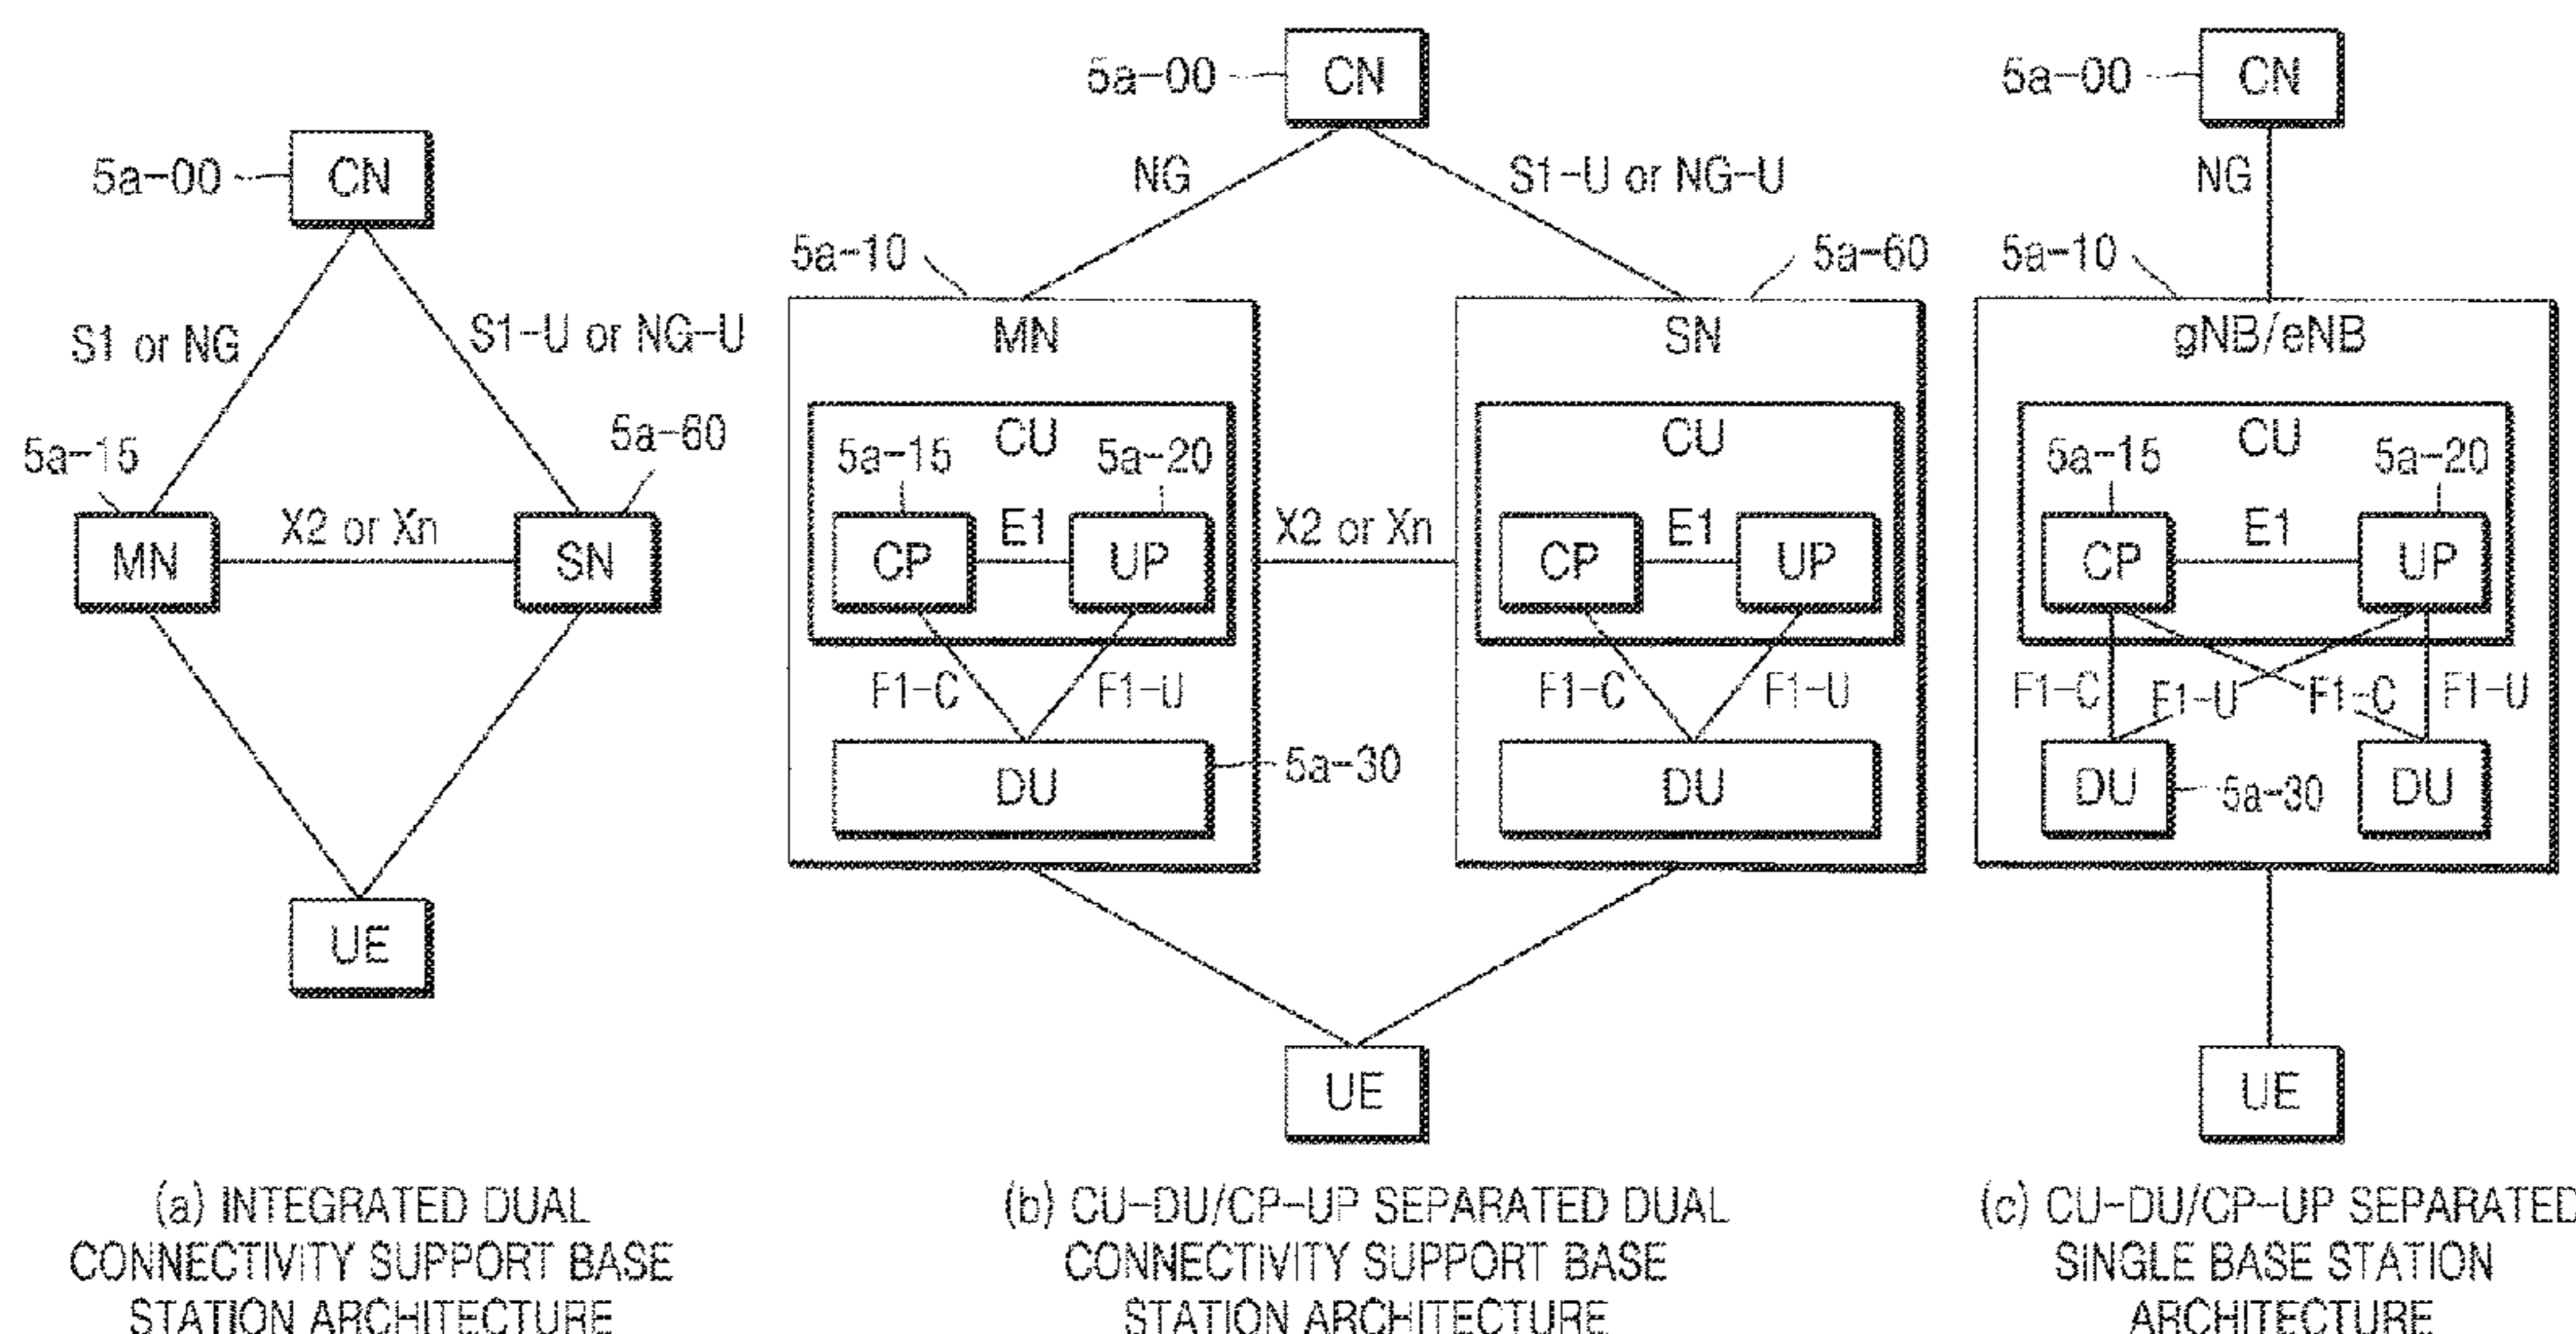 5a-00
CN
S1 or NG
S1-U or NG-U
5a-15
5a-60
MN
X2 or Xn
SN
UE
(a) INTEGRATED DUAL
CONNECTIVITY SUPPORT BASE
STATION ARCHITECTURE
5a-00
CN
NG
S1-U or NG-U
5a-10
5a-60
MN
CU
5a-15
5a-20
CP
E1
UP
F1-C
F1-U
DU
5a-30
X2 or Xn
SN
CU
CP
E1
UP
F1-C
F1-U
DU
UE
(b) CU-DU/CP-UP SEPARATED DUAL
CONNECTIVITY SUPPORT BASE
STATION ARCHITECTURE
5a-00
CN
NG
5a-10
gNB/eNB
CU
5a-15
5a-20
CP
E1
UP
F1-C
F1-U
F1-C
F1-U
DU
5a-30
DU
UE
(c) CU-DU/CP-UP SEPARATED
SINGLE BASE STATION
ARCHITECTURE